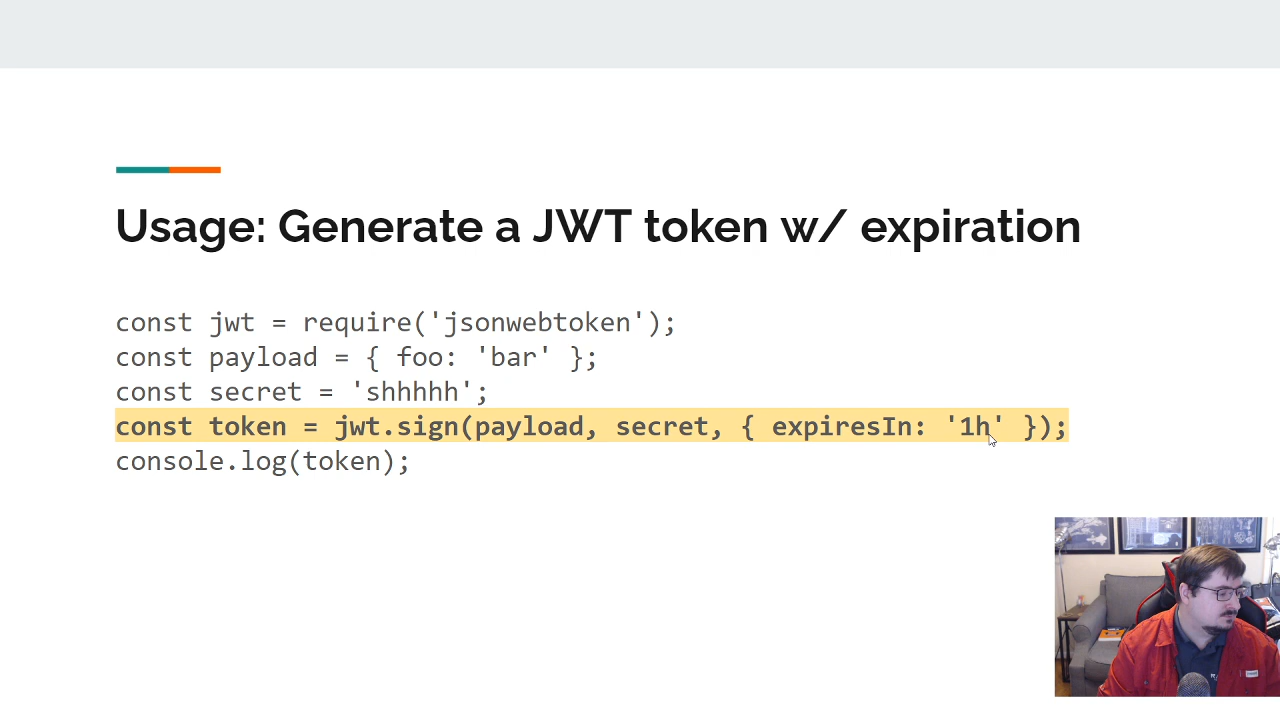 Usage: Generate a JWT token w/ expiration
const jwt = require('jsonwebtoken');
const payload = { foo: 'bar' };
const secret = 'shhhhh';
const token = jwt.sign(payload, secret, { expiresIn: '1h' });
console.log(token);